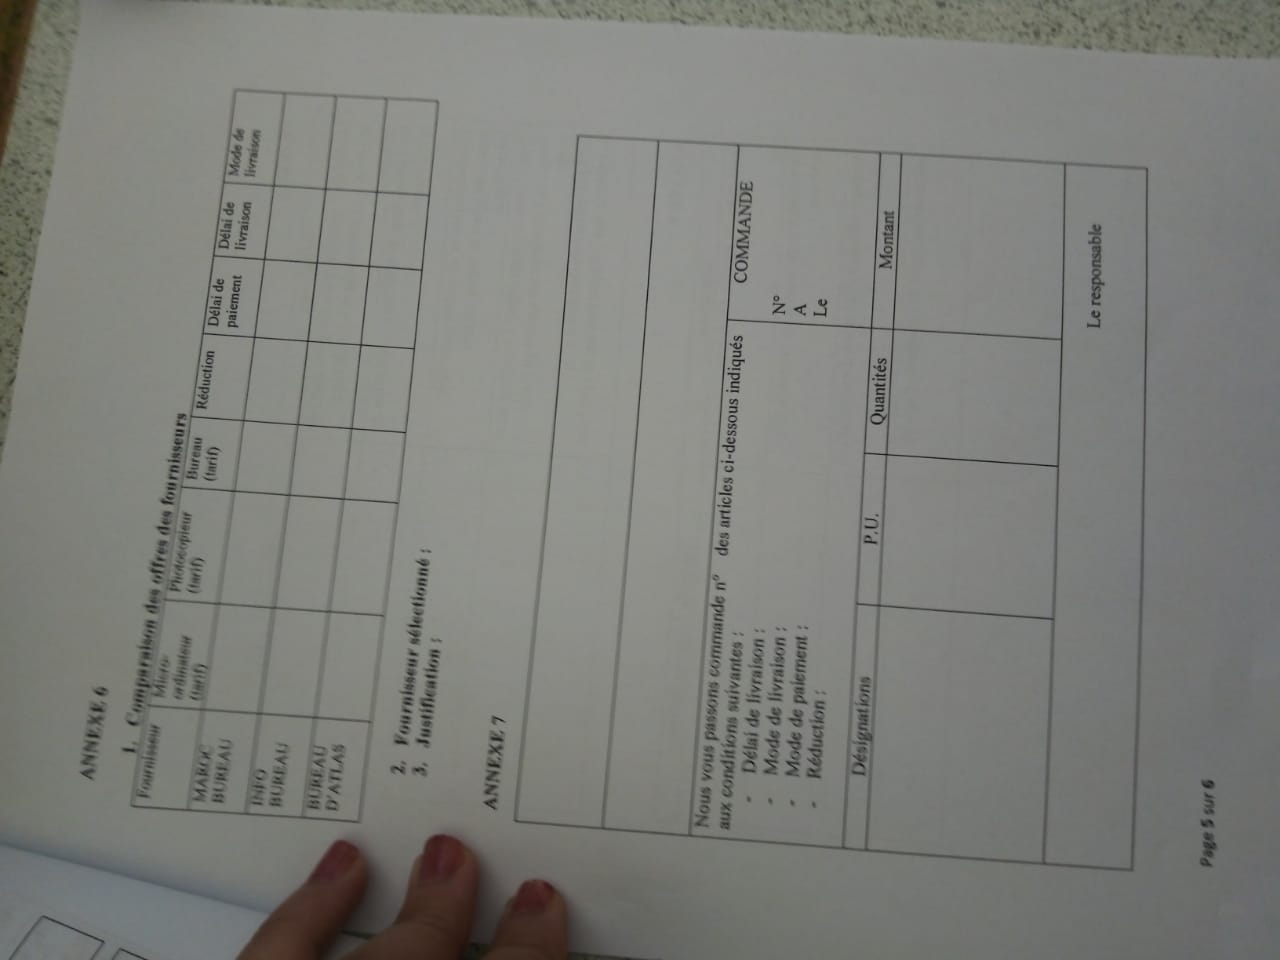 ANNEXE 6
1. Comparaison des offres des fournisseurs
Fournisseur
Micro-
ordinateur
(tarif)
Photocopieur
(tarif)
Bureau
(tarif)
Réduction
Délai de
paiement
Délai de
livraison
Mode de
livraison
MAROC
BUREAU
INFO
BUREAU
BUREAU
D'ATLAS
2. Fournisseur sélectionné :
3. Justification :
ANNEXE 7
Nous vous passons commande n° des articles ci-dessous indiqués
aux conditions suivantes :
- Délai de livraison :
- Mode de livraison :
- Mode de paiement :
- Réduction :
COMMANDE
N°
A
Le
Désignations P.U. Quantités Montant
Le responsable
Page 5 sur 6